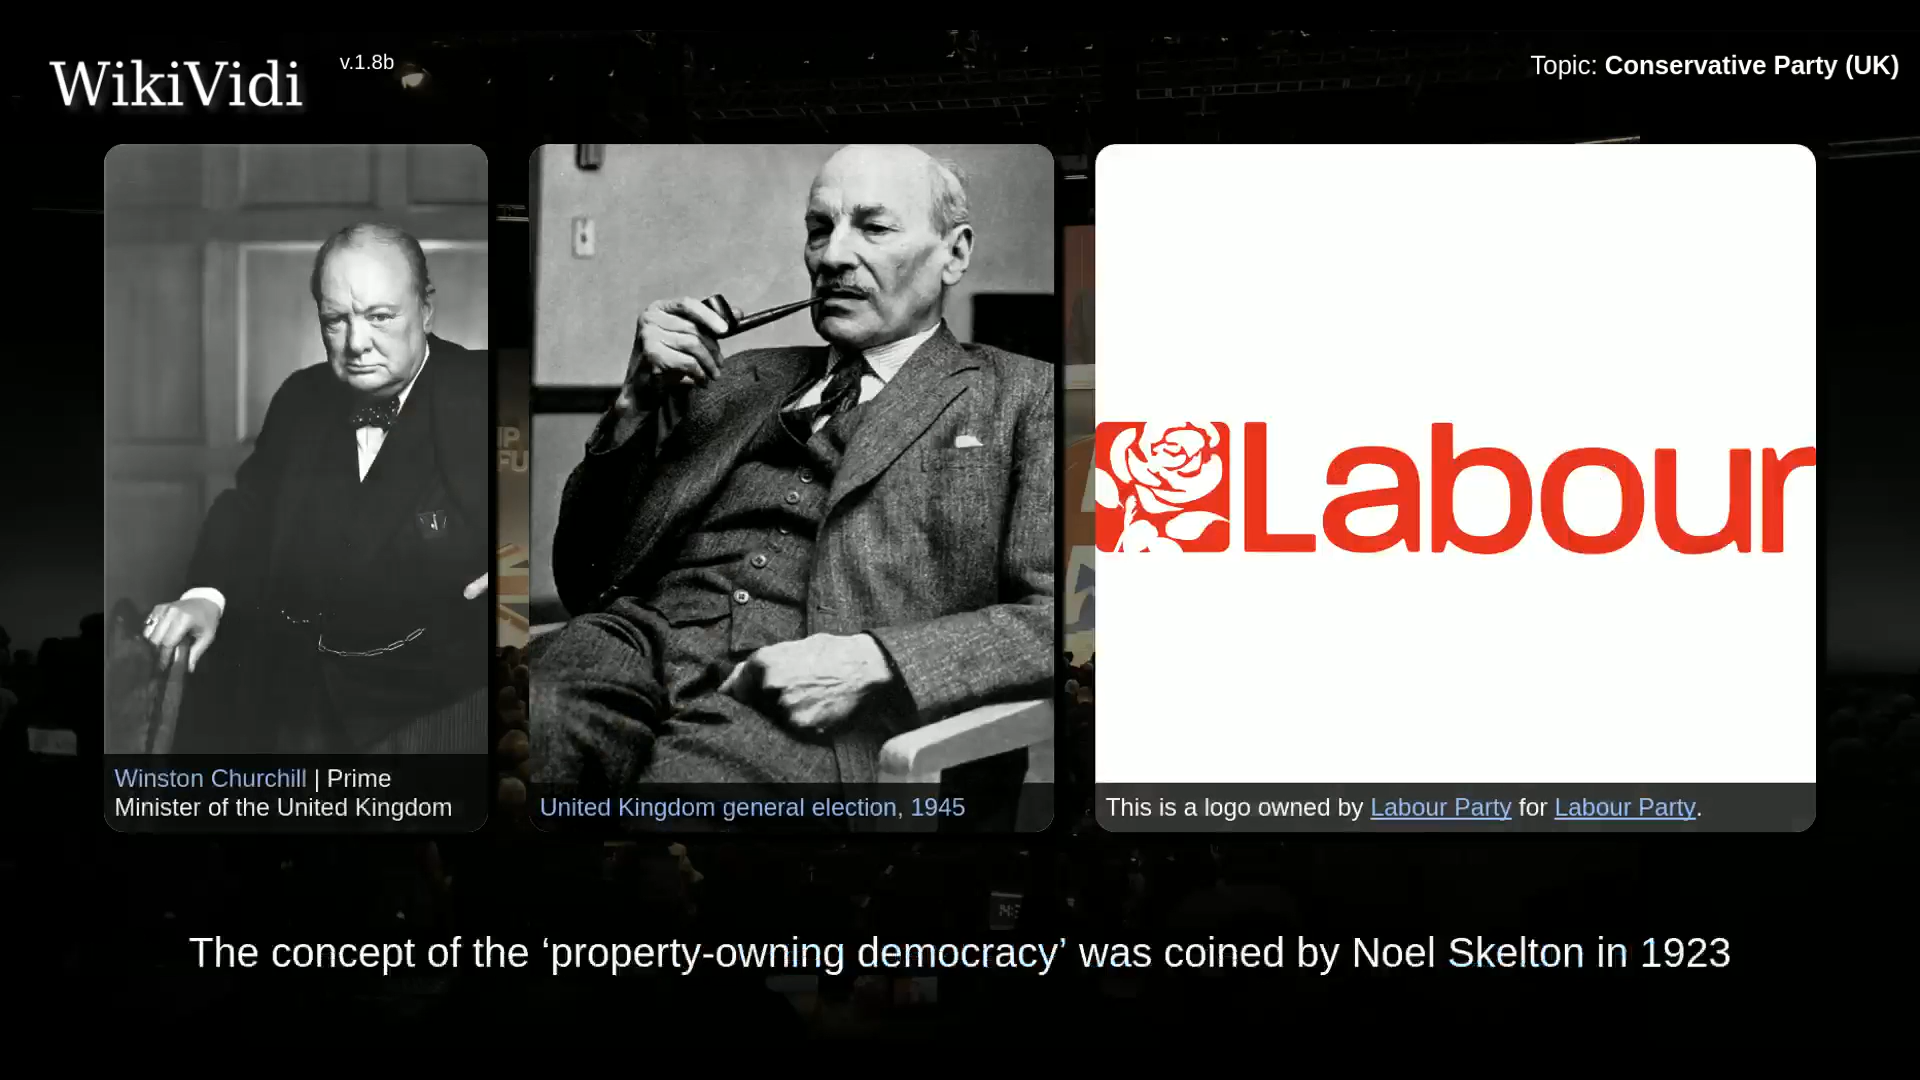 WikiVidi
v.1.8b
Topic: Conservative Party (UK)
Labour
Winston Churchill | Prime
Minister of the United Kingdom
United Kingdom general election, 1945
This is a logo owned by Labour Party for Labour Party.
The concept of the ‘property-owning democracy’ was coined by Noel Skelton in 1923